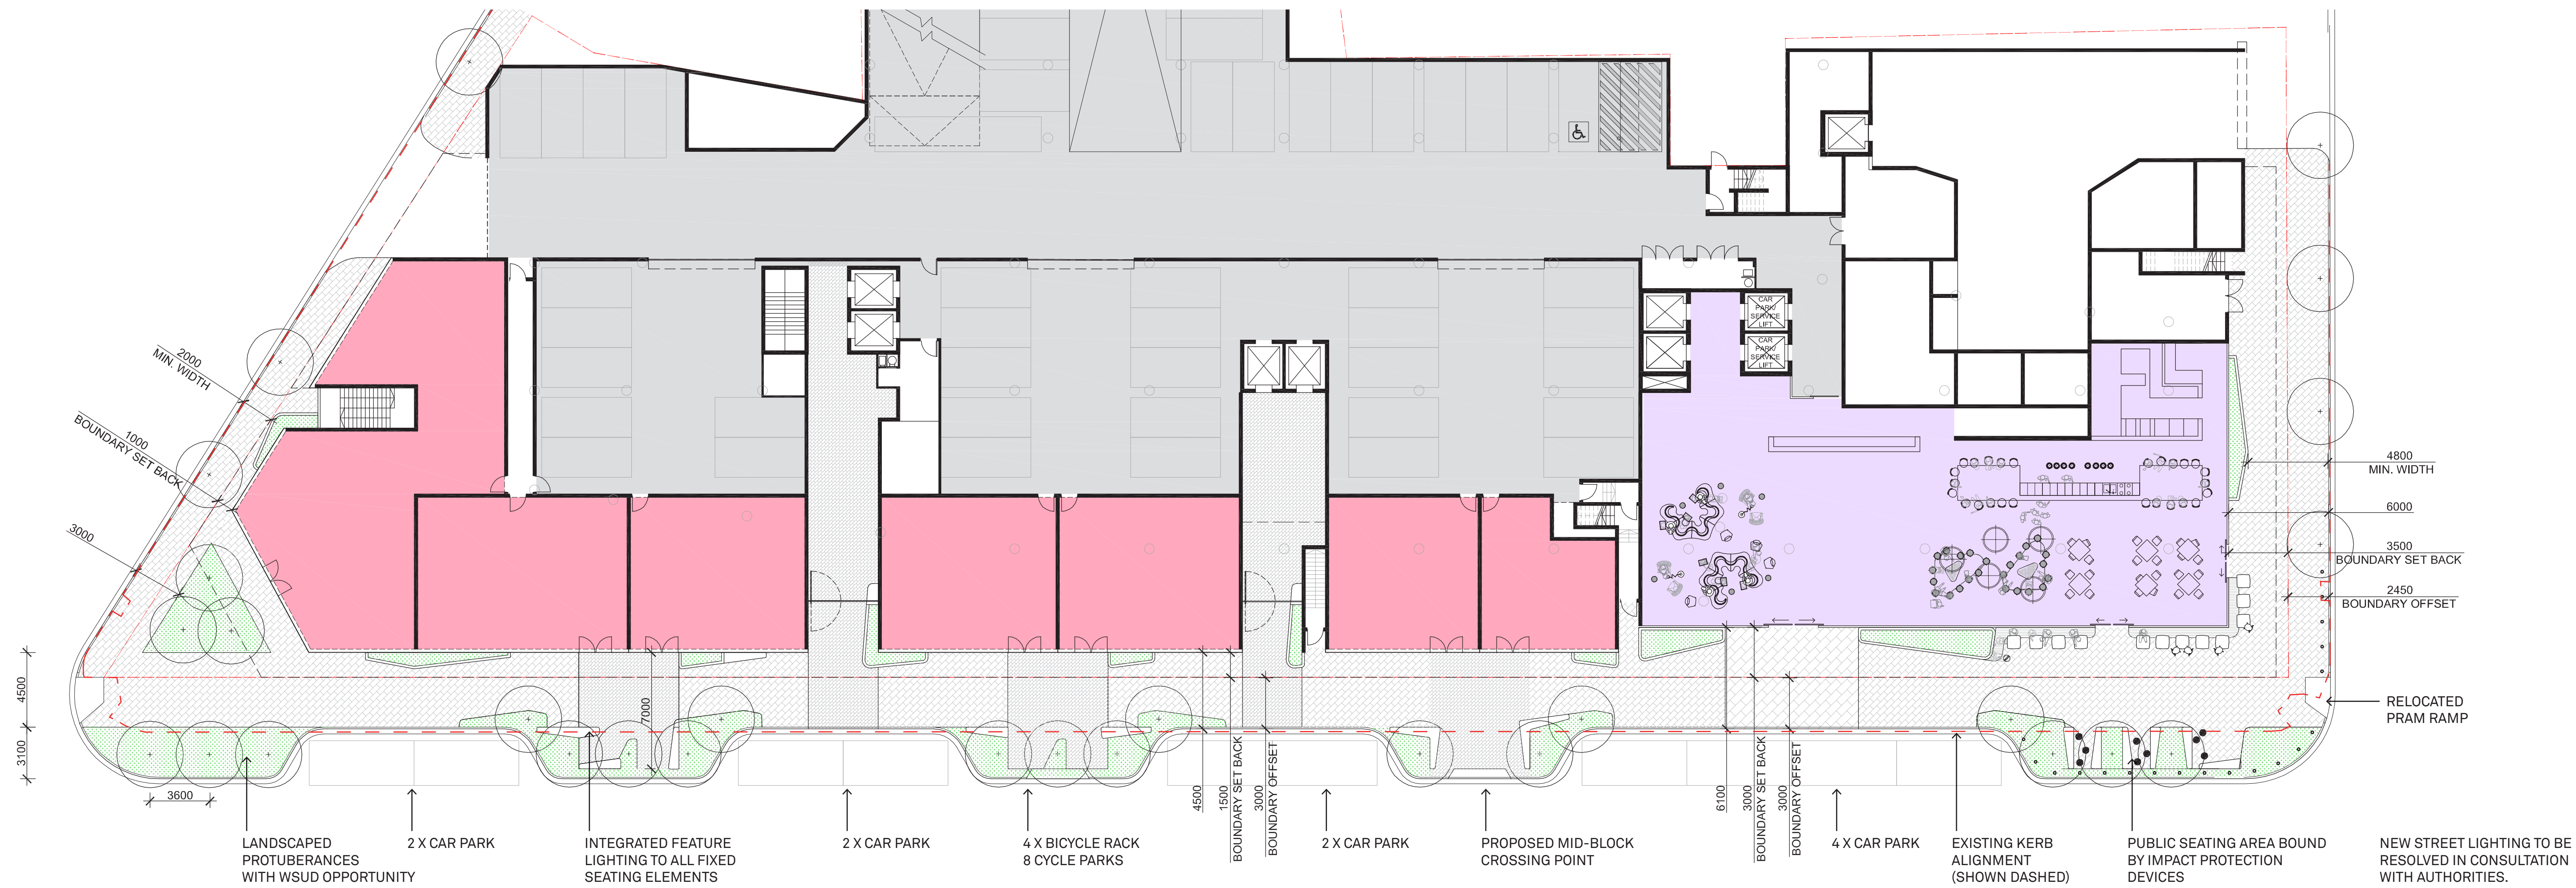 CAR
PARK/
SERVICE
LIFT
CAR
PARK/
SERVICE
LIFT
2000
MIN. WIDTH
1000
BOUNDARY SET BACK
3000
4500
3100
3600
7000
4500
1500
BOUNDARY SET BACK
3000
BOUNDARY OFFSET
6100
3000
BOUNDARY SET BACK
3000
BOUNDARY OFFSET
4800
MIN. WIDTH
6000
3500
BOUNDARY SET BACK
2450
BOUNDARY OFFSET
RELOCATED
PRAM RAMP
LANDSCAPED
PROTUBERANCES
WITH WSUD OPPORTUNITY
2 X CAR PARK
INTEGRATED FEATURE
LIGHTING TO ALL FIXED
SEATING ELEMENTS
2 X CAR PARK
4 X BICYCLE RACK
8 CYCLE PARKS
2 X CAR PARK
PROPOSED MID-BLOCK
CROSSING POINT
4 X CAR PARK
EXISTING KERB
ALIGNMENT
(SHOWN DASHED)
PUBLIC SEATING AREA BOUND
BY IMPACT PROTECTION
DEVICES
NEW STREET LIGHTING TO BE
RESOLVED IN CONSULTATION
WITH AUTHORITIES.